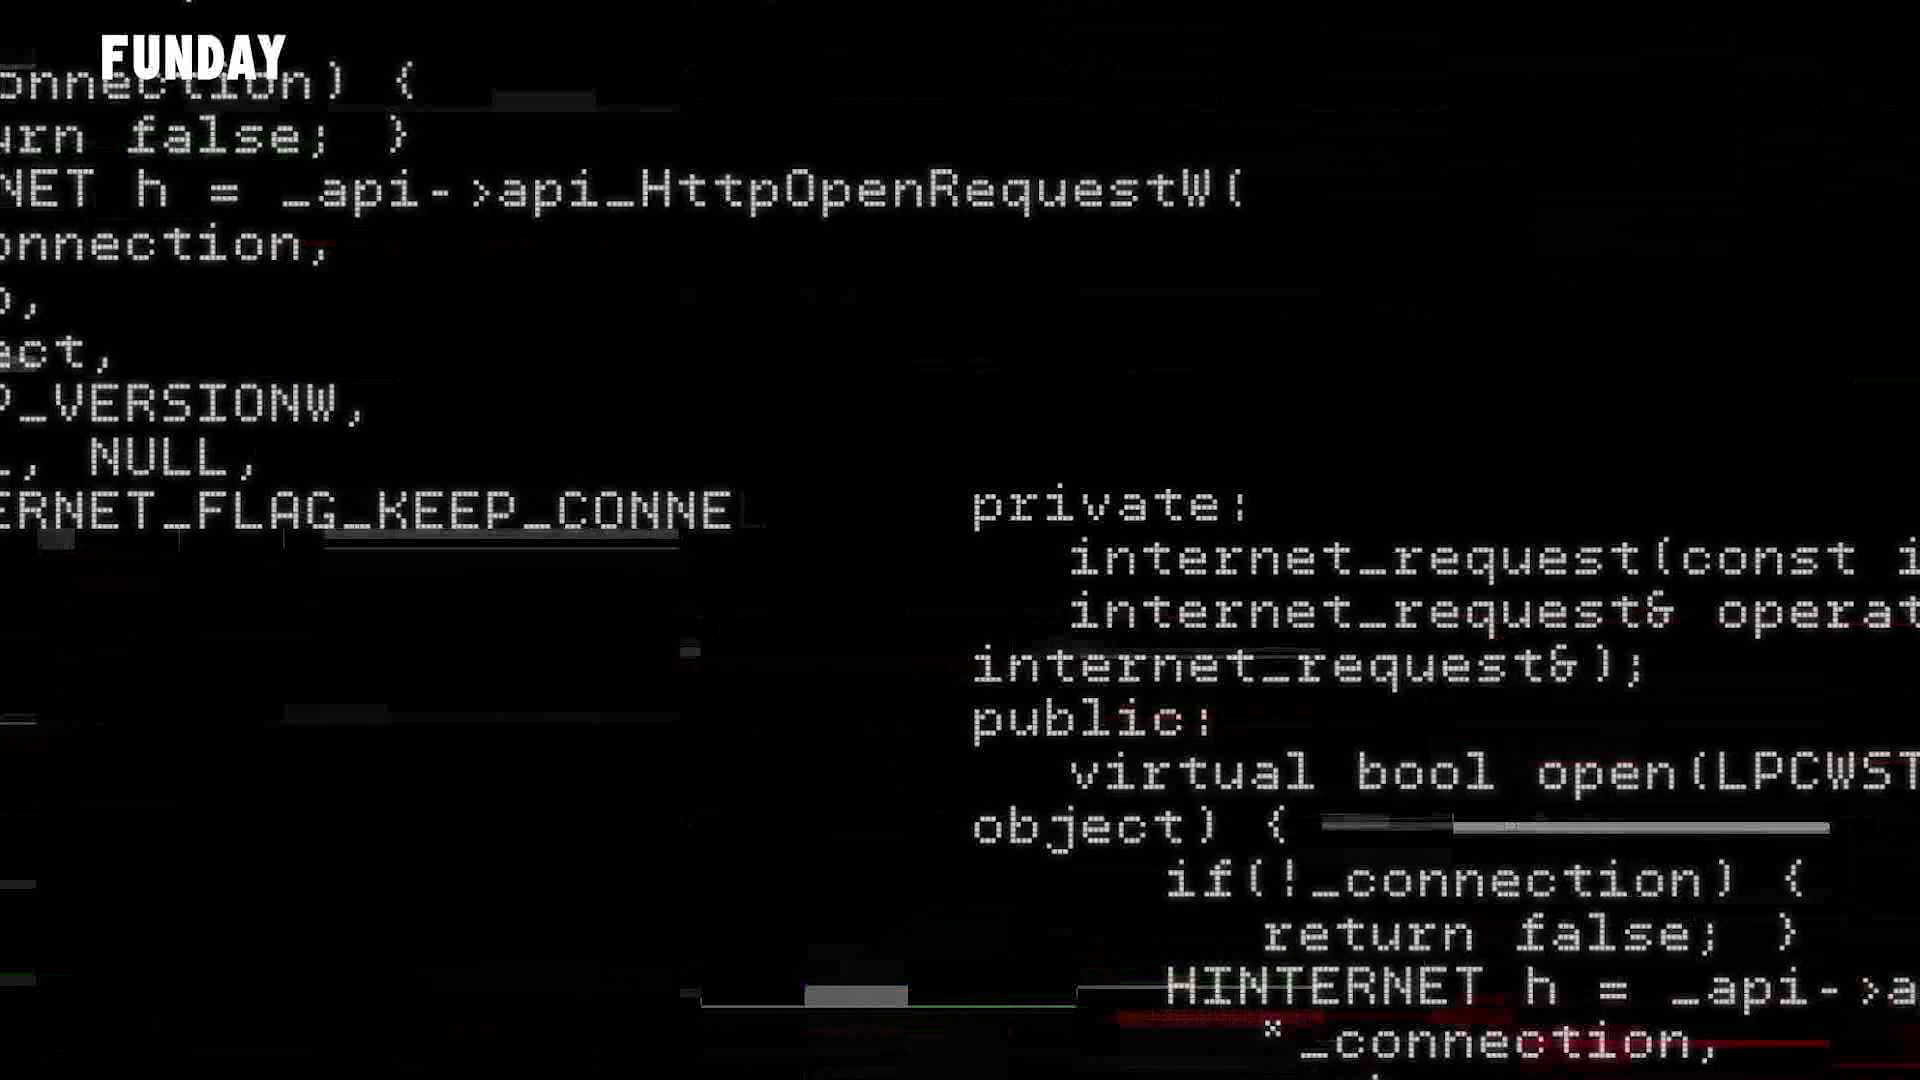 FUNDAY
onnection) {
urn false; }
NET h = _api->api_HttpOpenRequestW(
onnection,
act,
P_VERSIONW,
, NULL,
ERNET_FLAG_KEEP_CONNE
private:
internet_request(const i
internet_request& operat
internet_request&);
public:
virtual bool open(LPCWST
object) {
if(!_connection) {
return false; }
HINTERNET h = _api->a
*_connection,